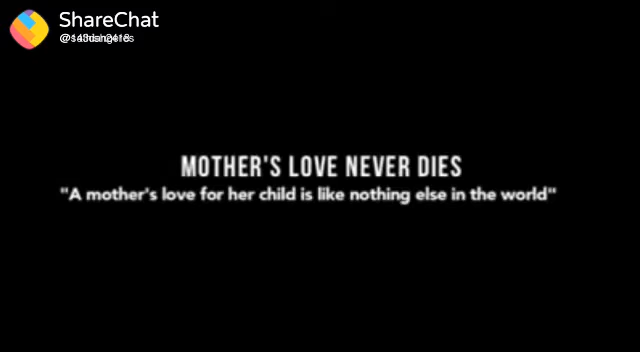 ShareChat
MOTHER'S LOVE NEVER DIES
"A mother's love for her child is like nothing else in the world"